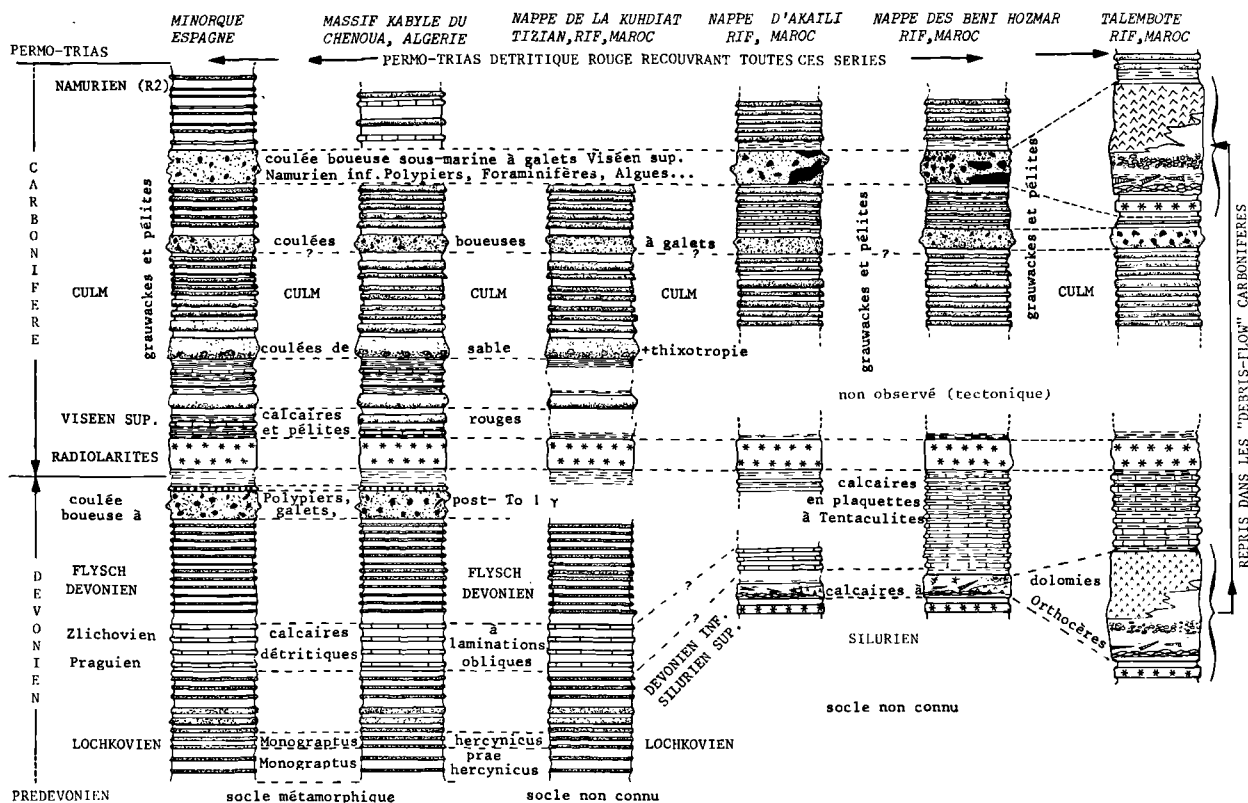 MINORQUE
ESPAGNE
MASSIF KABYLE DU
CHENOUA, ALGERIE
NAPPE DE LA KUHDIAT
TIZIAN,RIF,MAROC
NAPPE D'AKAILI
RIF, MAROC
NAPPE DES BENI HOZMAR
RIF,MAROC
TALEMBOTE
RIF,MAROC
PERMO-TRIAS
PERMO-TRIAS DETRITIQUE ROUGE RECOUVRANT TOUTES CES SERIES
NAMURIEN (R2)
CARBONIFERE
coulée boueuse sous-marine à galets Viséen sup.
Namurien inf.Polypiers, Foraminifères, Algues...
grauwackes et pélites
grauwackes et pélites
grauwackes et pélites
coulées
?
boueuses
à galets
?
?
CULM
CULM
CULM
CULM
CULM
coulées de
sable
+thixotropie
non observé (tectonique)
REPRIS DANS LES "DEBRIS-FLOW" CARBONIFERES
VISEEN SUP.
calcaires
et pélites
rouges
RADIOLARITES
DEVONIEN
coulée
boueuse à
Polypiers,
galets,
post- To I γ
calcaires
en plaquettes
à Tentaculites
FLYSCH
DEVONIEN
FLYSCH
DEVONIEN
?
?
calcaires à
dolomies
Orthocères
Zlichovien
Praguien
calcaires
détritiques
à
laminations
obliques
DEVONIEN INF.
SILURIEN SUP.
SILURIEN
socle non connu
LOCHKOVIEN
Monograptus
Monograptus
hercynicus
prae
hercynicus
LOCHKOVIEN
PREDEVONIEN
socle métamorphique
socle non connu